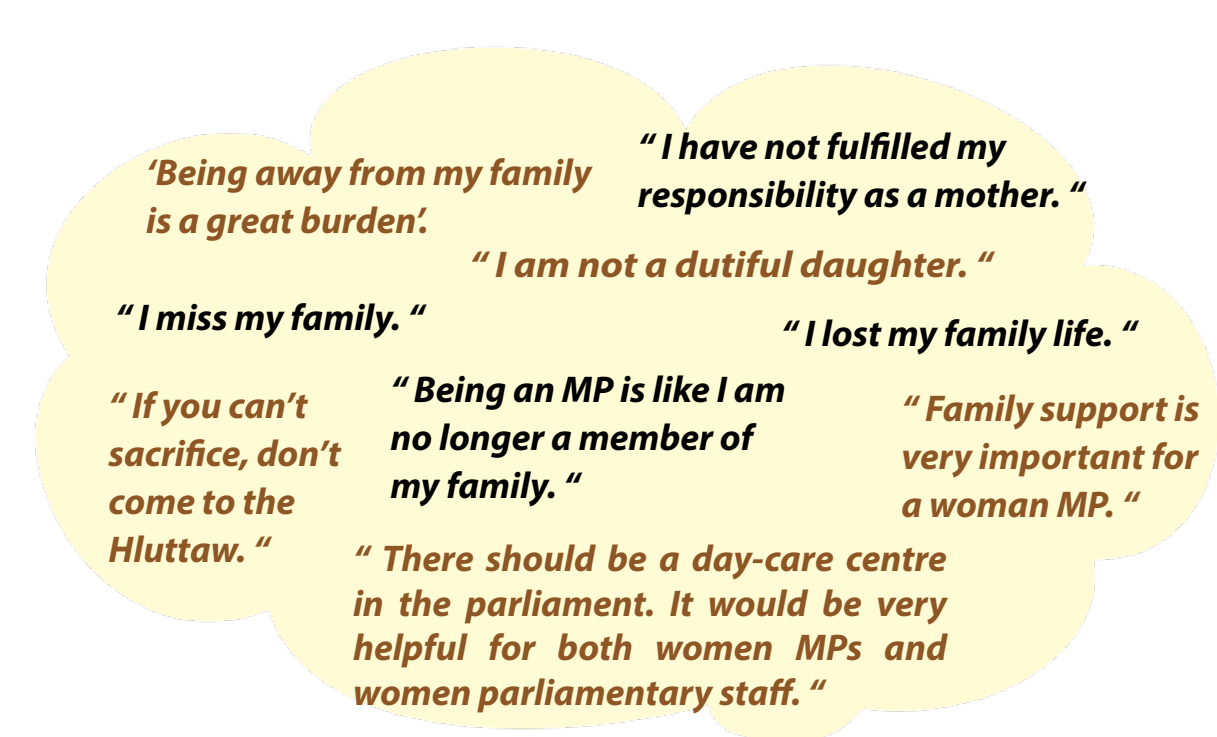 ‘Being away from my family
is a great burden’.
“ I have not fulfilled my
responsibility as a mother. “
“ I am not a dutiful daughter. “
“ I miss my family. “
“ I lost my family life. “
“ If you can’t
sacrifice, don’t
come to the
Hluttaw. “
“ Being an MP is like I am
no longer a member of
my family. “
“ Family support is
very important for
a woman MP. “
“ There should be a day-care centre
in the parliament. It would be very
helpful for both women MPs and
women parliamentary staff. “